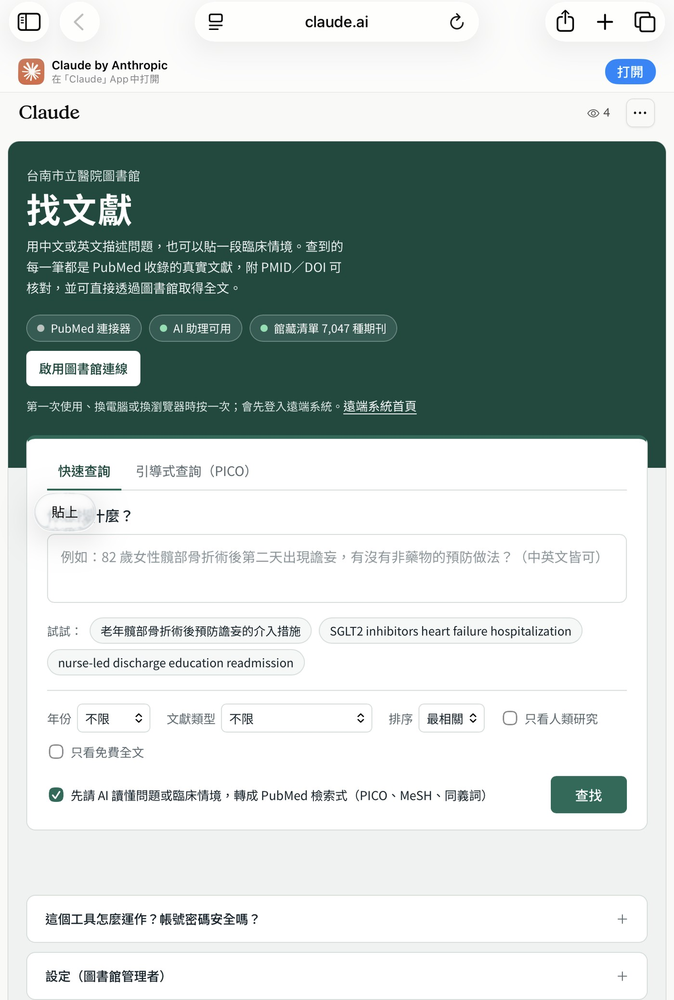 claude.ai
Claude by Anthropic
在「Claude」App中打開
打開
Claude
4
台南市立醫院圖書館
找文獻
用中文或英文描述問題，也可以貼一段臨床情境。查到的
每一筆都是 PubMed 收錄的真實文獻，附 PMID／DOI 可
核對，並可直接透過圖書館取得全文。
PubMed 連接器
AI 助理可用
館藏清單 7,047 種期刊
啟用圖書館連線
第一次使用、換電腦或換瀏覽器時按一次；會先登入遠端系統。遠端系統首頁
快速查詢
引導式查詢（PICO）
貼上
什麼？
例如：82 歲女性髖部骨折術後第二天出現譫妄，有沒有非藥物的預防做法？（中英文皆可）
試試：
老年髖部骨折術後預防譫妄的介入措施
SGLT2 inhibitors heart failure hospitalization
nurse-led discharge education readmission
年份 不限
文獻類型 不限
排序 最相關
只看人類研究
只看免費全文
先請 AI 讀懂問題或臨床情境，轉成 PubMed 檢索式（PICO、MeSH、同義詞）
查找
這個工具怎麼運作？帳號密碼安全嗎？
設定（圖書館管理者）